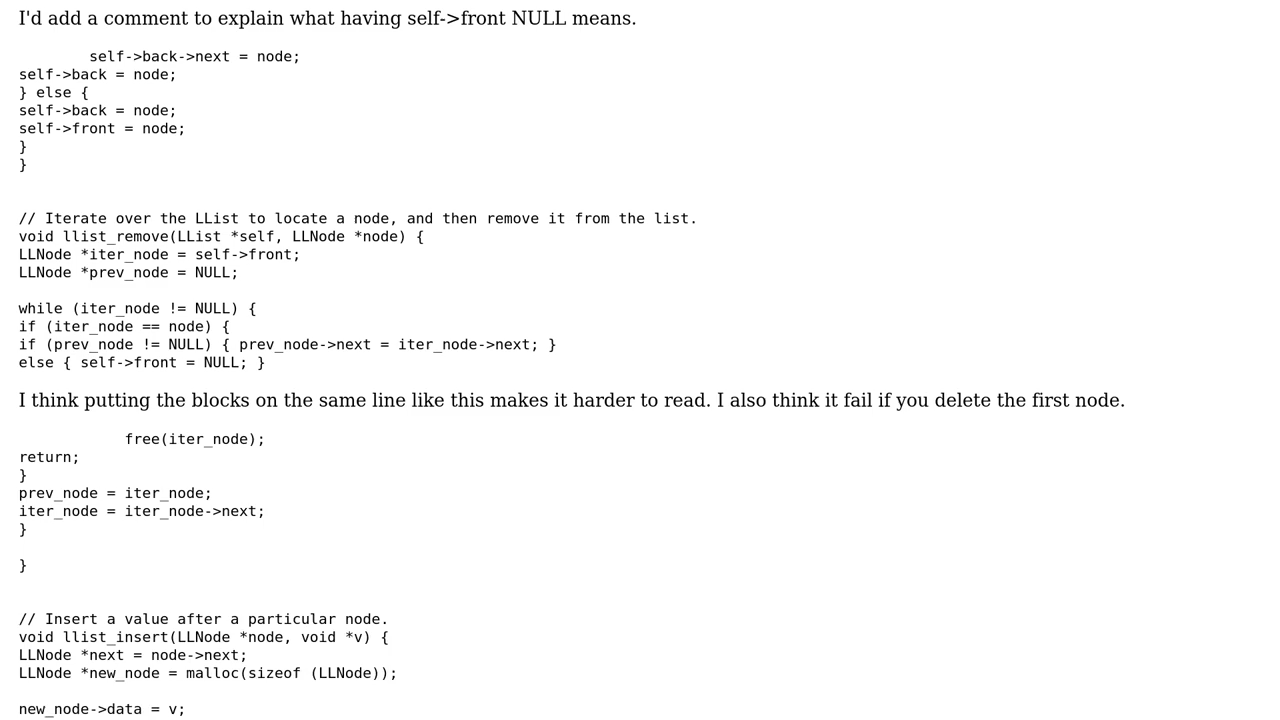 I'd add a comment to explain what having self->front NULL means.
self->back->next = node;
self->back = node;
} else {
self->back = node;
self->front = node;
}
}
// Iterate over the LList to locate a node, and then remove it from the list.
void llist_remove(LList *self, LLNode *node) {
LLNode *iter_node = self->front;
LLNode *prev_node = NULL;
while (iter_node != NULL) {
if (iter_node == node) {
if (prev_node != NULL) { prev_node->next = iter_node->next; }
else { self->front = NULL; }
I think putting the blocks on the same line like this makes it harder to read. I also think it fail if you delete the first node.
free(iter_node);
return;
}
prev_node = iter_node;
iter_node = iter_node->next;
}
}
// Insert a value after a particular node.
void llist_insert(LLNode *node, void *v) {
LLNode *next = node->next;
LLNode *new_node = malloc(sizeof (LLNode));
new_node->data = v;